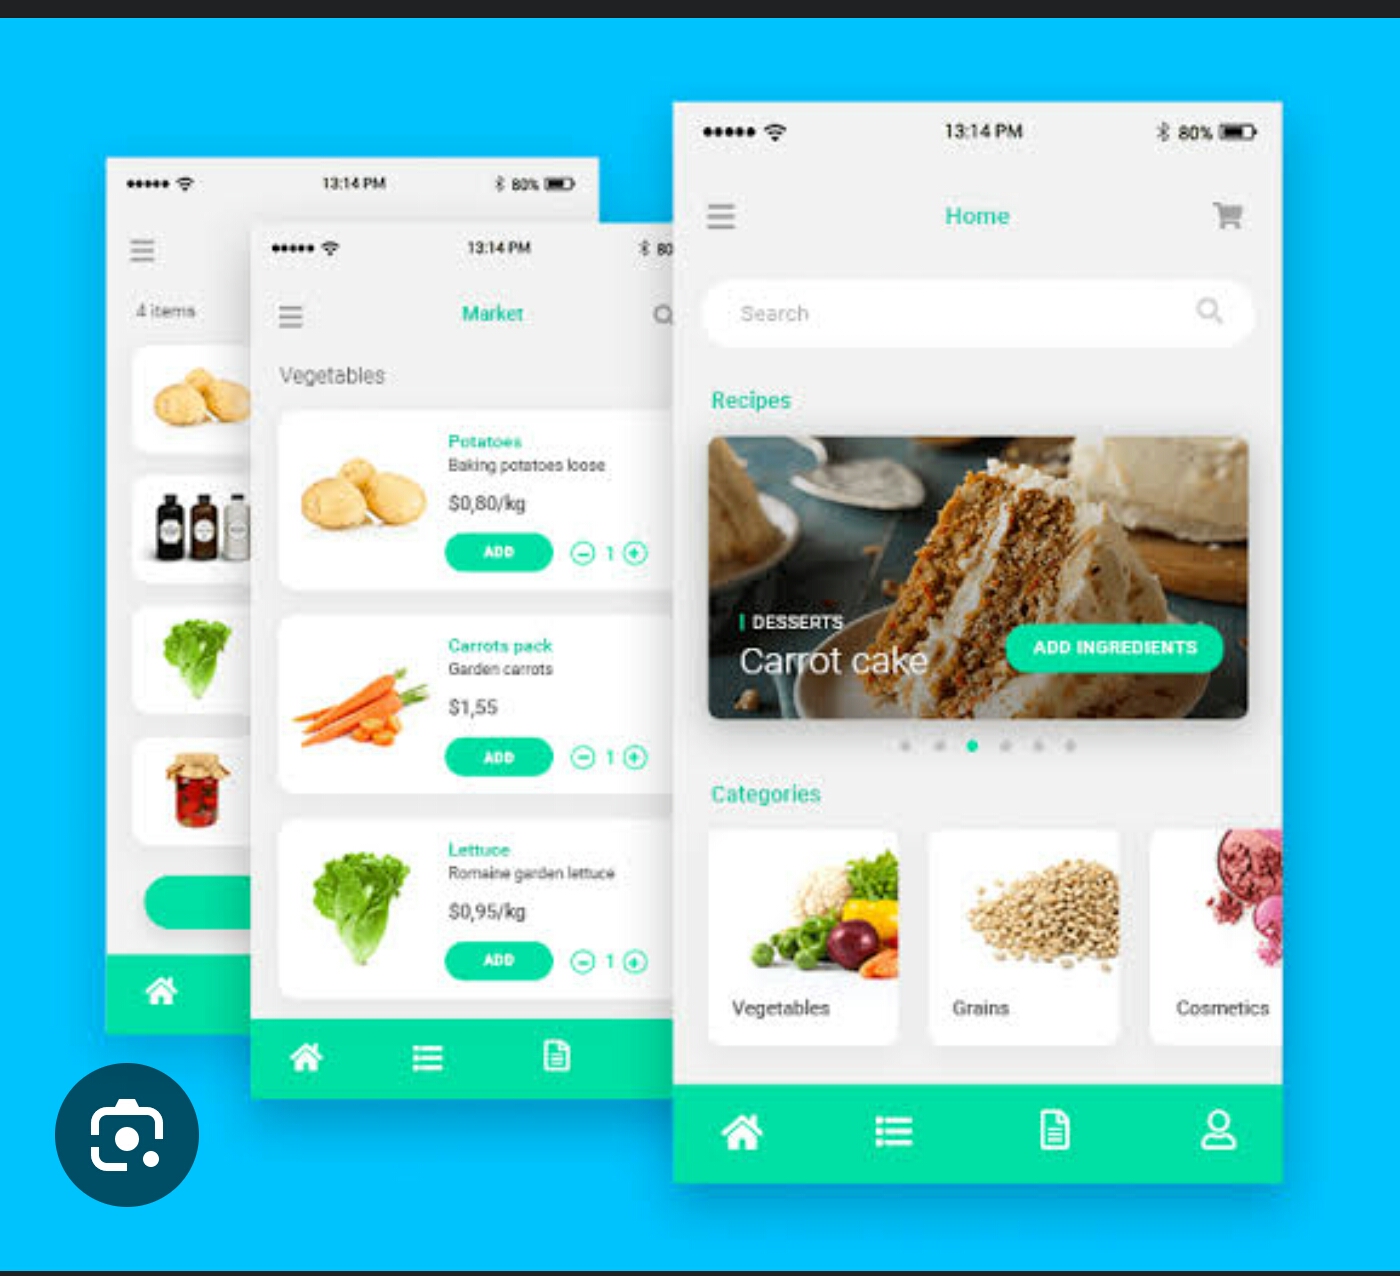 13:14 PM
80%
4 items
13:14 PM
80
Market
Vegetables
Potatoes
Baking potatoes loose
$0,80/kg
ADD
1
Carrots pack
Garden carrots
$1,55
ADD
1
Lettuce
Romaine garden lettuce
$0,95/kg
ADD
1
13:14 PM
80%
Home
Search
Recipes
DESSERTS
Carrot cake
ADD INGREDIENTS
Categories
Vegetables
Grains
Cosmetics